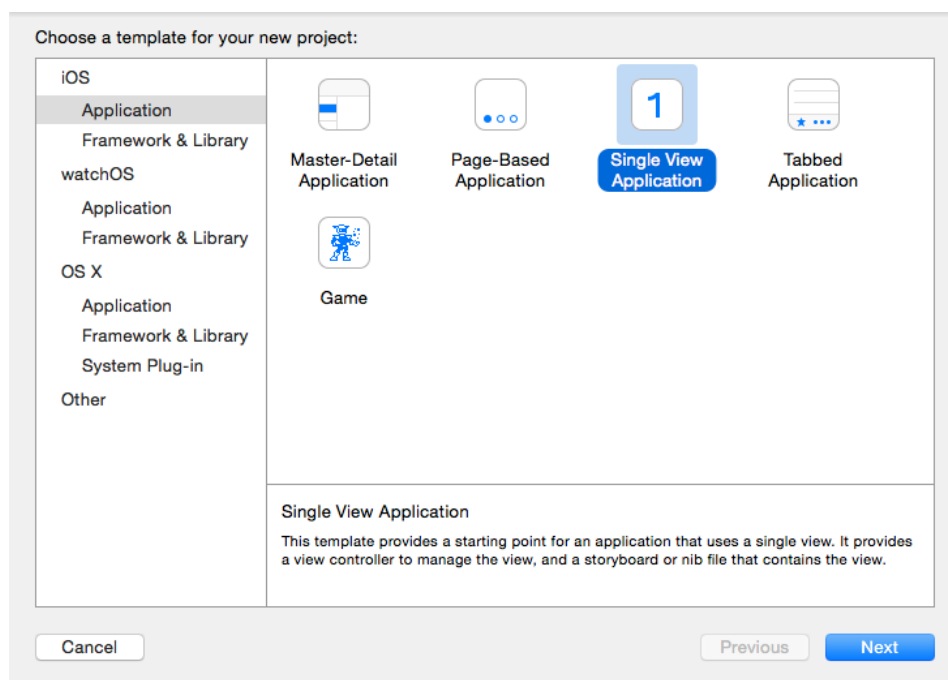 Choose a template for your new project:
iOS
Application
Framework & Library
watchOS
Application
Framework & Library
OS X
Application
Framework & Library
System Plug-in
Other
Master-Detail
Application
Page-Based
Application
1
Single View
Application
Tabbed
Application
Game
Single View Application
This template provides a starting point for an application that uses a single view. It provides
a view controller to manage the view, and a storyboard or nib file that contains the view.
Cancel
Previous
Next